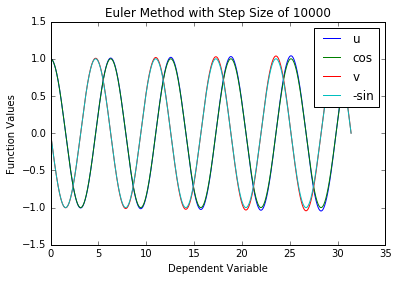 Euler Method with Step Size of 10000
1.5
1.0
0.5
0.0
−0.5
−1.0
−1.5
Function Values
u
cos
v
-sin
0 5 10 15 20 25 30 35
Dependent Variable